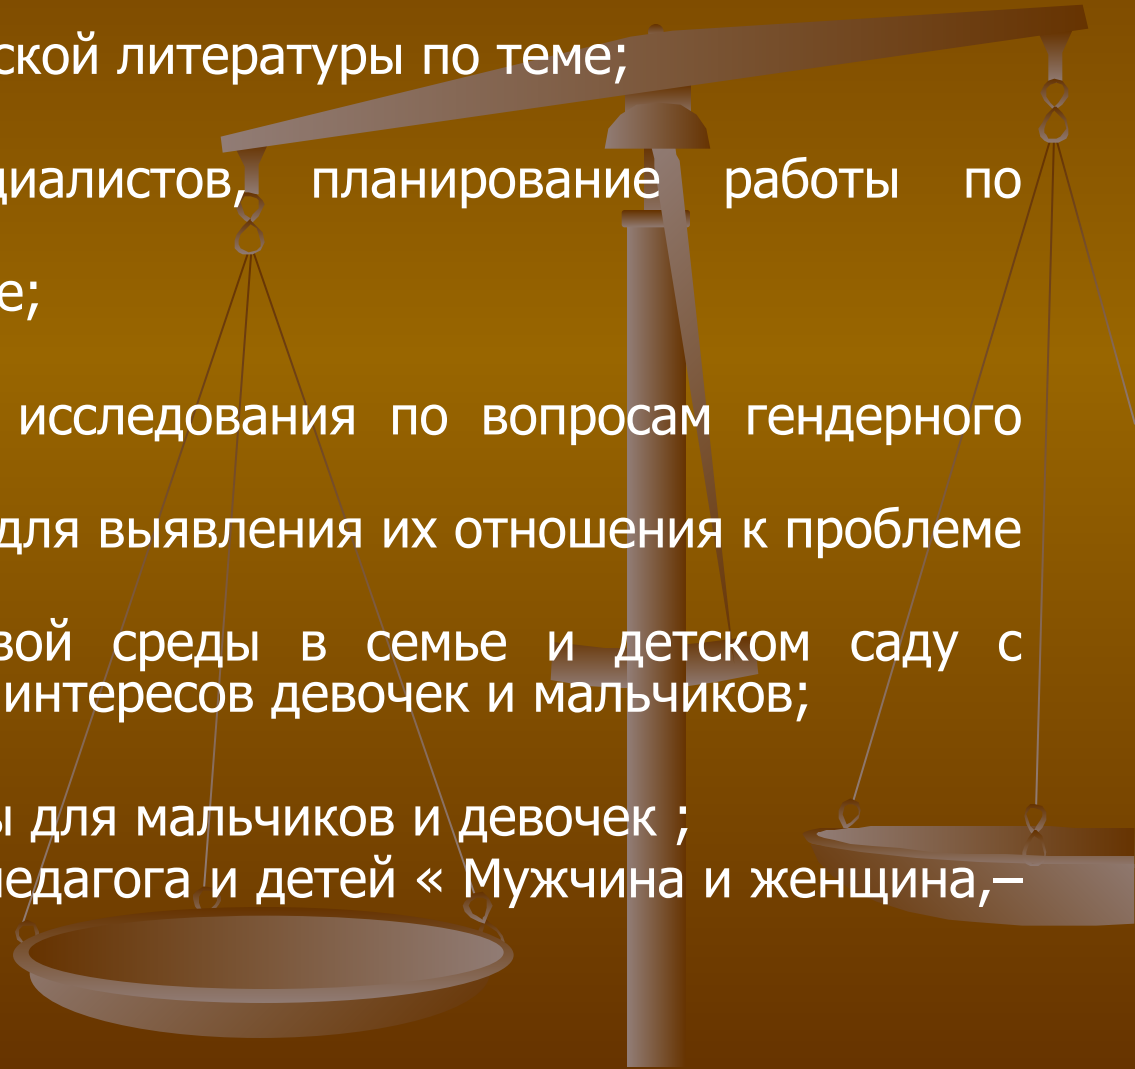 ской литературы по теме;
циалистов, планирование работы по
е;
исследования по вопросам гендерного
для выявления их отношения к проблеме
вой среды в семье и детском саду с
интересов девочек и мальчиков;
ы для мальчиков и девочек ;
педагога и детей « Мужчина и женщина,–